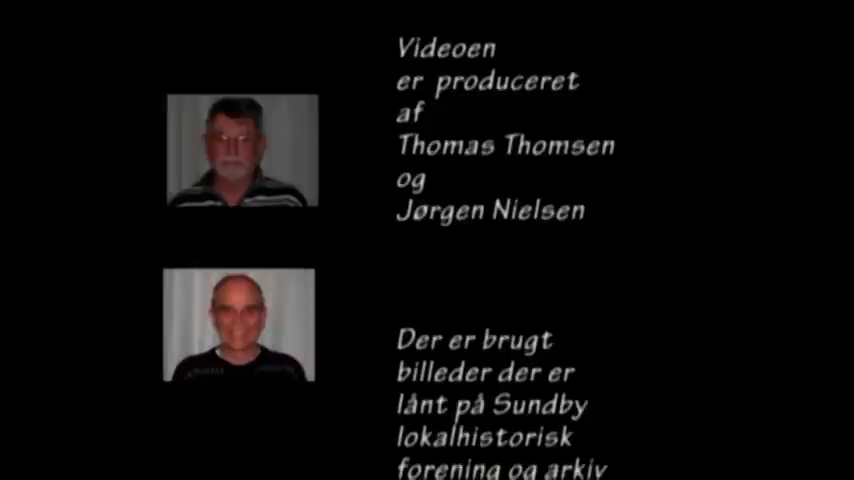 Videoen
er produceret
af
Thomas Thomsen
og
Jørgen Nielsen
Der er brugt
billeder der er
lånt på Sundby
lokalhistorisk
forening og arkiv